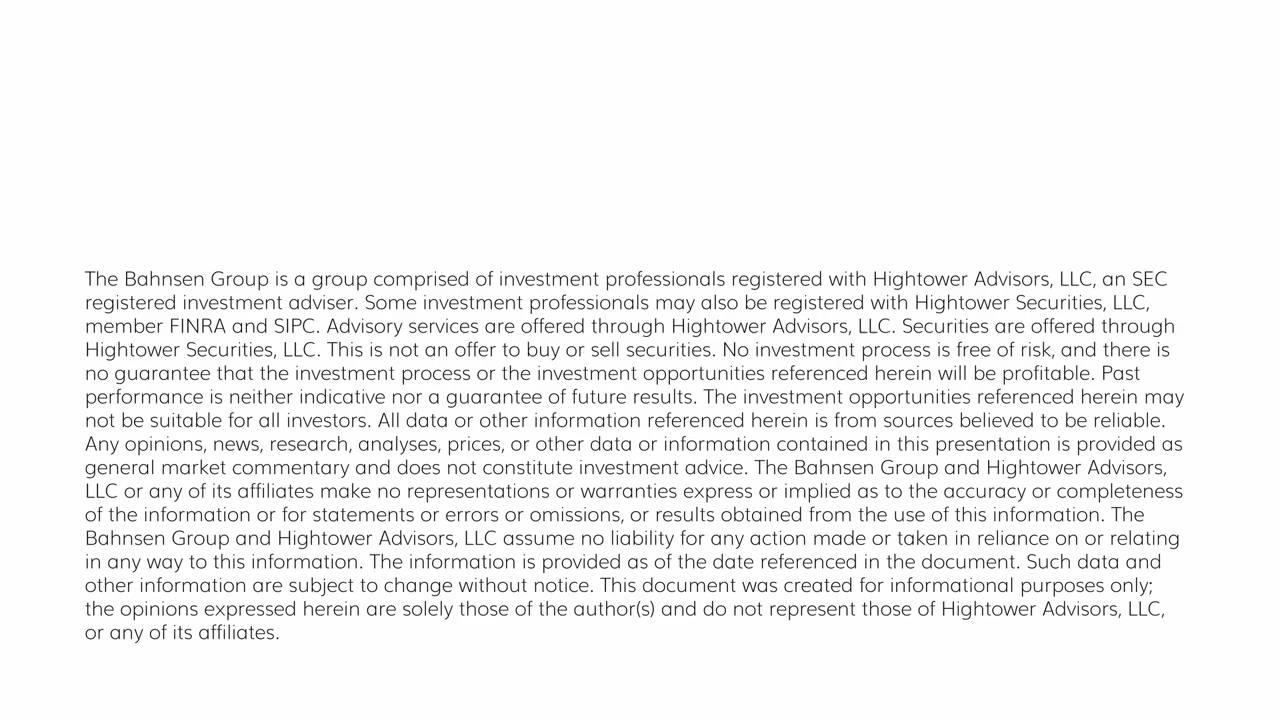 The Bahnsen Group is a group comprised of investment professionals registered with Hightower Advisors, LLC, an SEC
registered investment adviser. Some investment professionals may also be registered with Hightower Securities, LLC,
member FINRA and SIPC. Advisory services are offered through Hightower Advisors, LLC. Securities are offered through
Hightower Securities, LLC. This is not an offer to buy or sell securities. No investment process is free of risk, and there is
no guarantee that the investment process or the investment opportunities referenced herein will be profitable. Past
performance is neither indicative nor a guarantee of future results. The investment opportunities referenced herein may
not be suitable for all investors. All data or other information referenced herein is from sources believed to be reliable.
Any opinions, news, research, analyses, prices, or other data or information contained in this presentation is provided as
general market commentary and does not constitute investment advice. The Bahnsen Group and Hightower Advisors,
LLC or any of its affiliates make no representations or warranties express or implied as to the accuracy or completeness
of the information or for statements or errors or omissions, or results obtained from the use of this information. The
Bahnsen Group and Hightower Advisors, LLC assume no liability for any action made or taken in reliance on or relating
in any way to this information. The information is provided as of the date referenced in the document. Such data and
other information are subject to change without notice. This document was created for informational purposes only;
the opinions expressed herein are solely those of the author(s) and do not represent those of Hightower Advisors, LLC,
or any of its affiliates.